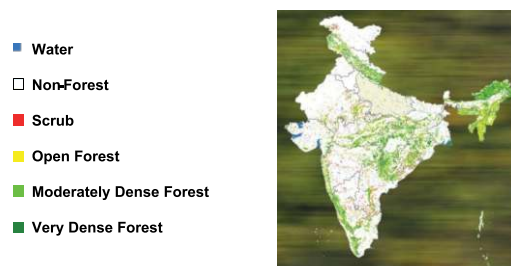 Water
Non-Forest
Scrub
Open Forest
Moderately Dense Forest
Very Dense Forest